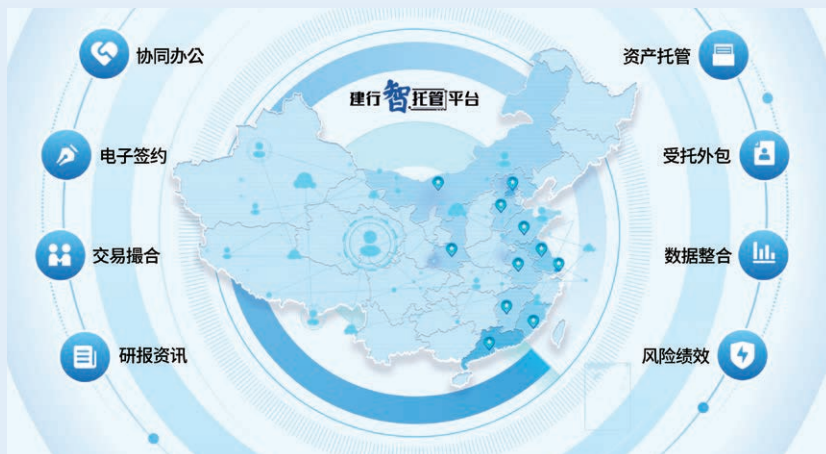 建行智托管平台
协同办公
电子签约
交易撮合
研报资讯
资产托管
受托外包
数据整合
风险绩效